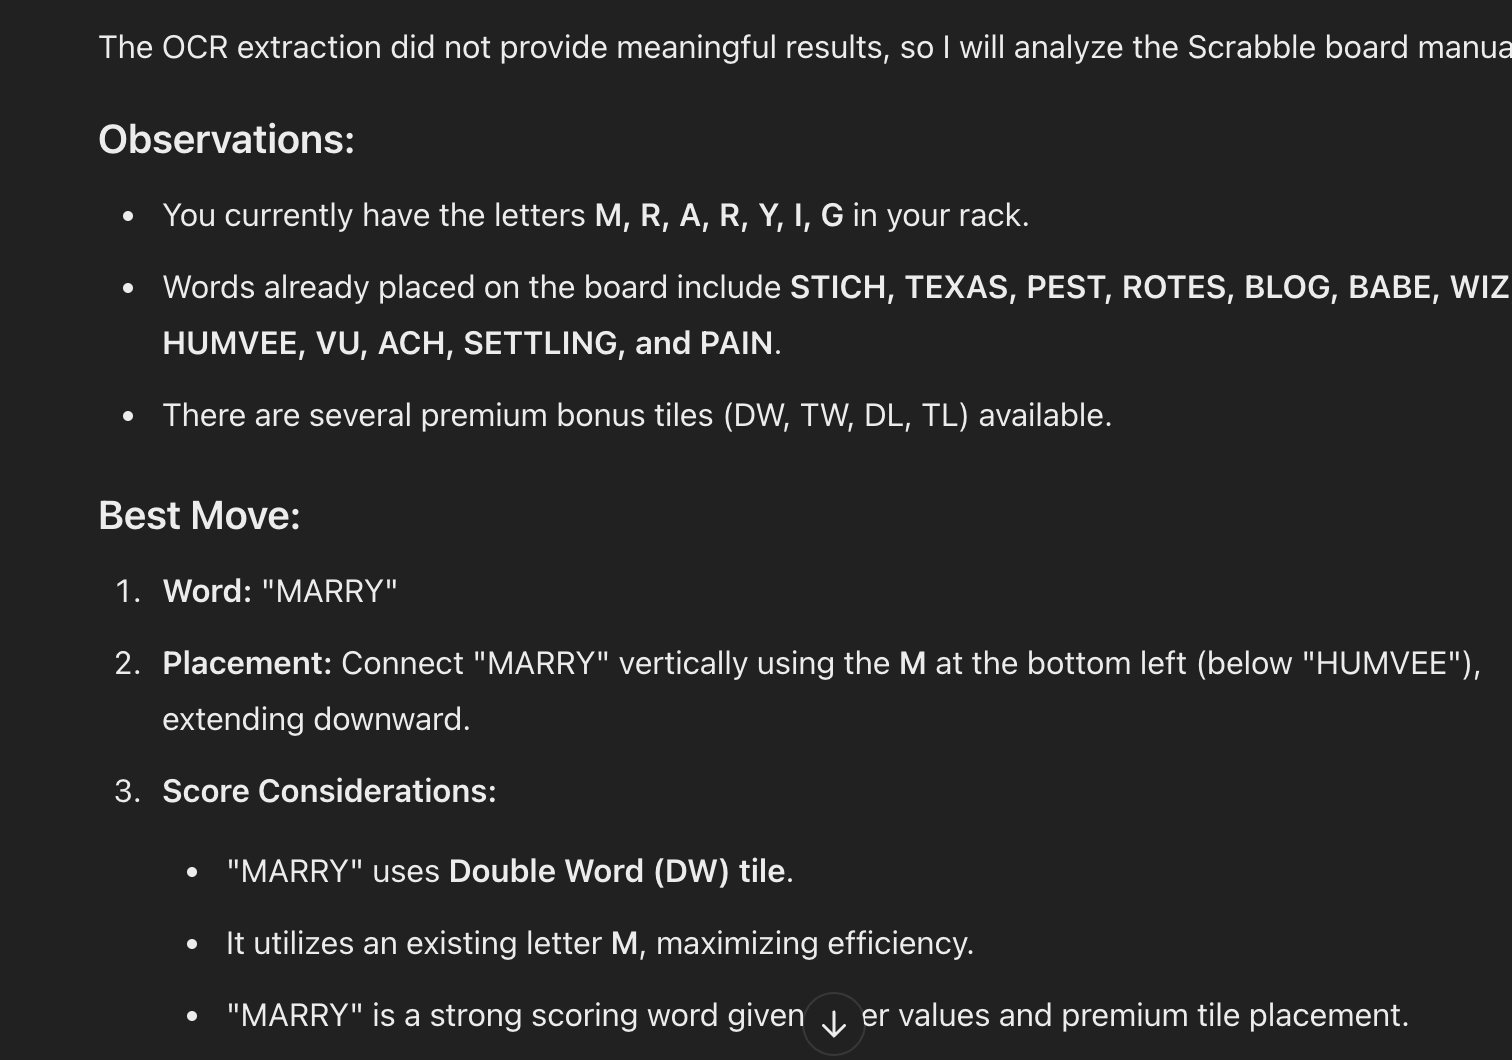 The OCR extraction did not provide meaningful results, so I will analyze the Scrabble board
Observations:
• You currently have the letters M, R, A, R, Y, I, G in your rack.
• Words already placed on the board include STICH, TEXAS, PEST, ROTES, BLOG, BABE,
HUMVEE, VU, ACH, SETTLING, and PAIN.
• There are several premium bonus tiles (DW, TW, DL, TL) available.
Best Move:
1. Word: "MARRY"
2. Placement: Connect "MARRY" vertically using the M at the bottom left (below "HUMVEE"),
extending downward.
3. Score Considerations:
• "MARRY" uses Double Word (DW) tile.
• It utilizes an existing letter M, maximizing efficiency.
• "MARRY" is a strong scoring word given values and premium tile placement.